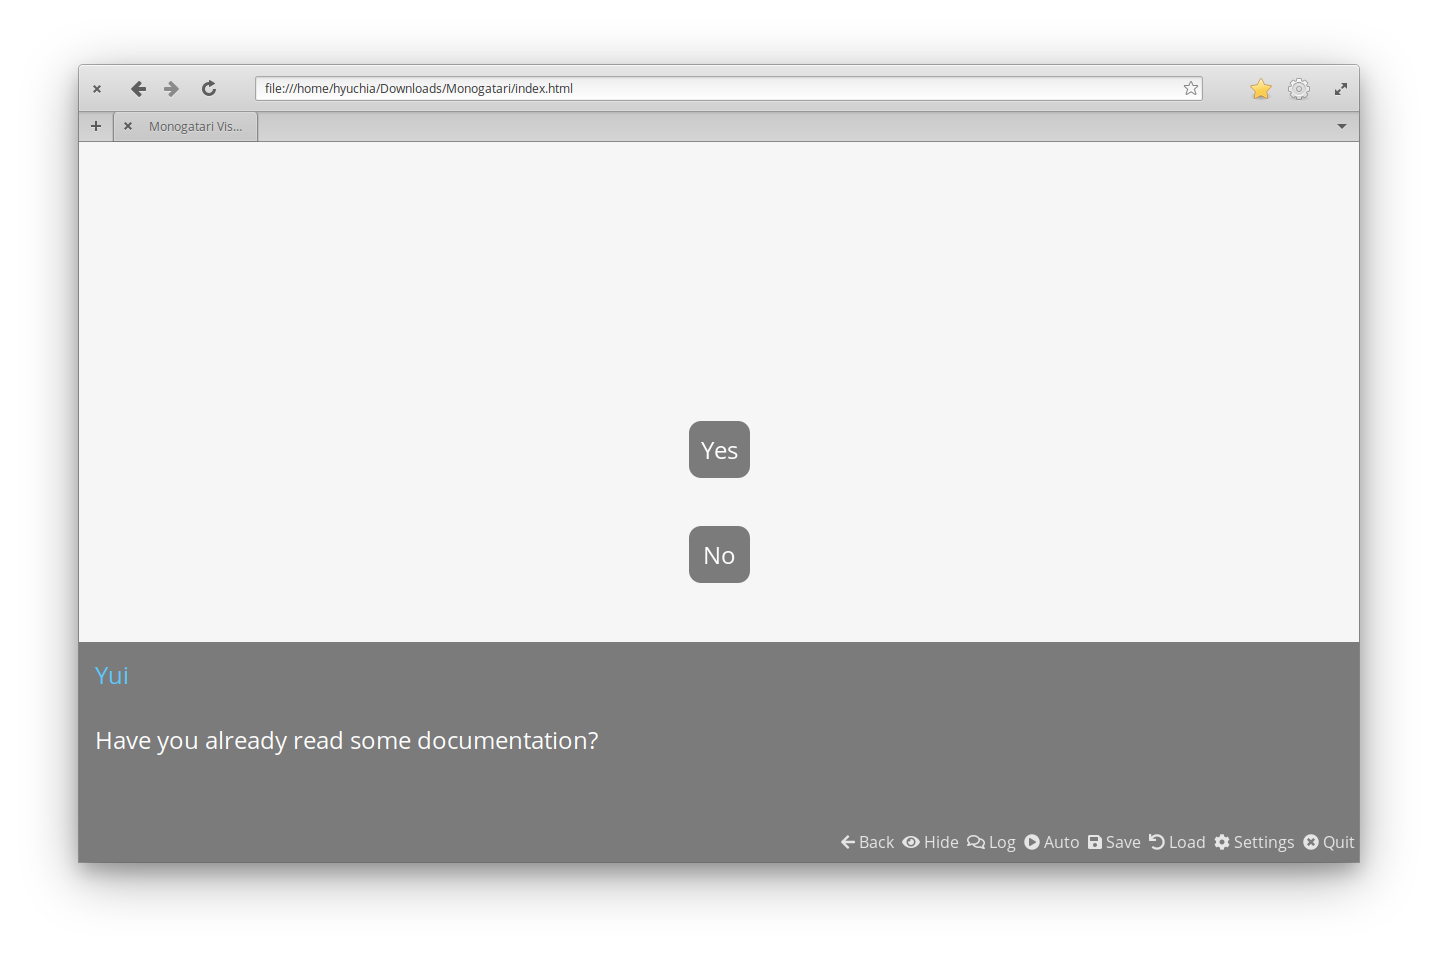 file:///home/hyuchia/Downloads/Monogatari/index.html
Monogatari Vis...
Yes
No
Yui
Have you already read some documentation?
Back Hide Log Auto Save Load Settings Quit